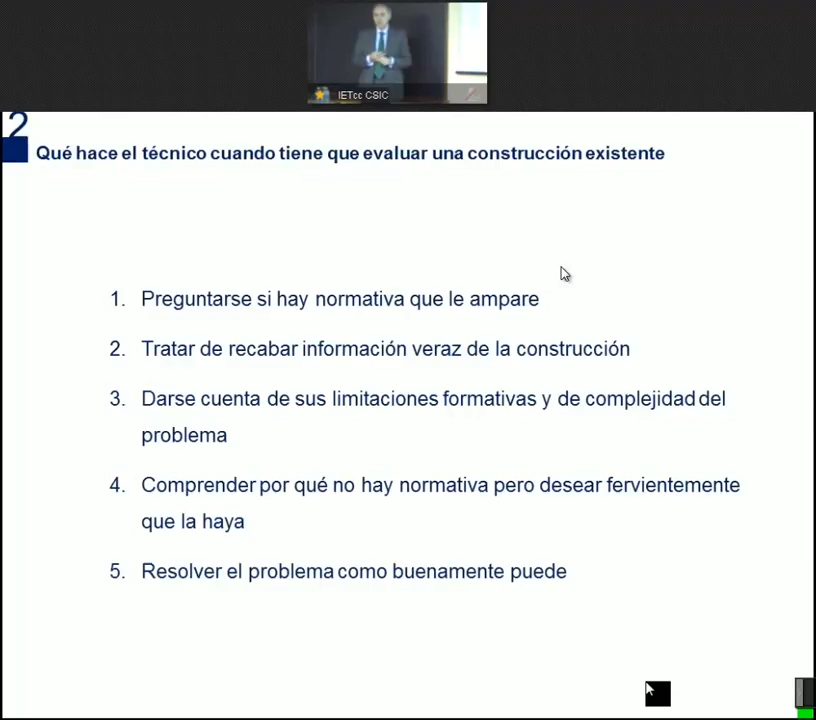 IETcc CSIC
2
Qué hace el técnico cuando tiene que evaluar una construcción existente
1. Preguntarse si hay normativa que le ampare
2. Tratar de recabar información veraz de la construcción
3. Darse cuenta de sus limitaciones formativas y de complejidad del
problema
4. Comprender por qué no hay normativa pero desear fervientemente
que la haya
5. Resolver el problema como buenamente puede